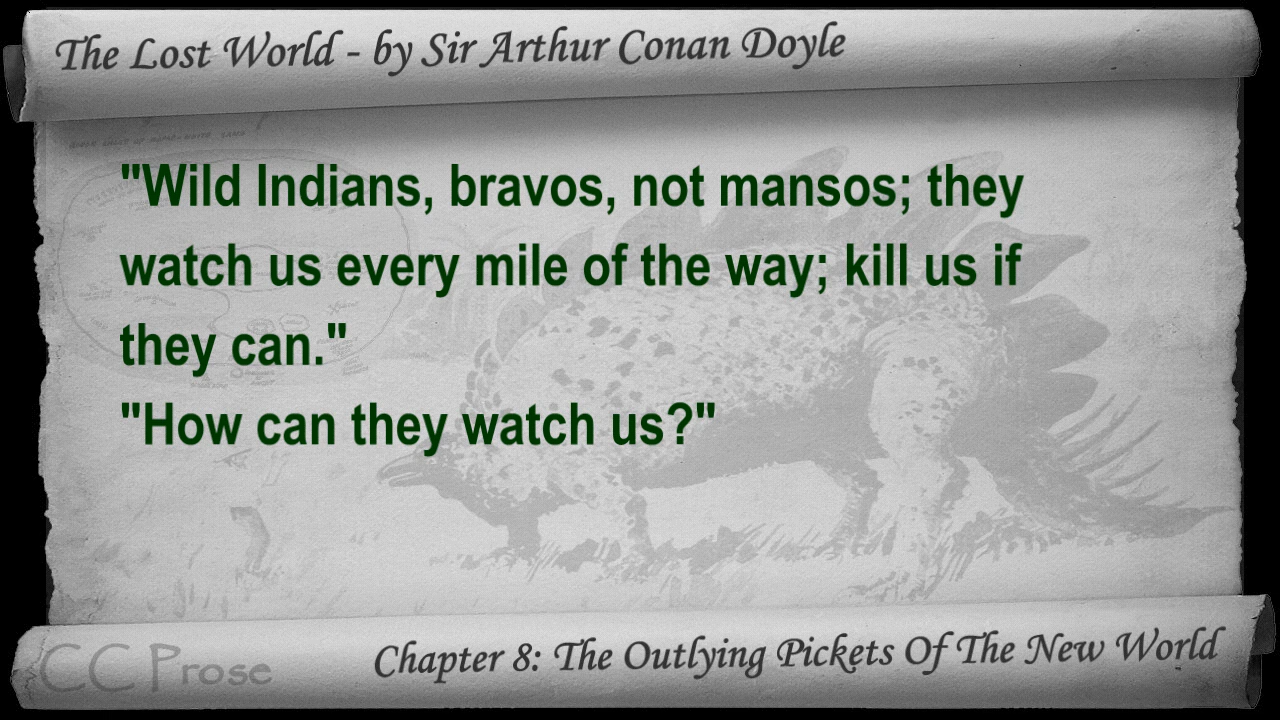 The Lost World - by Sir Arthur Conan Doyle
"Wild Indians, bravos, not mansos; they
watch us every mile of the way; kill us if
they can."
"How can they watch us?"
CC Prose
Chapter 8: The Outlying Pickets Of The New World